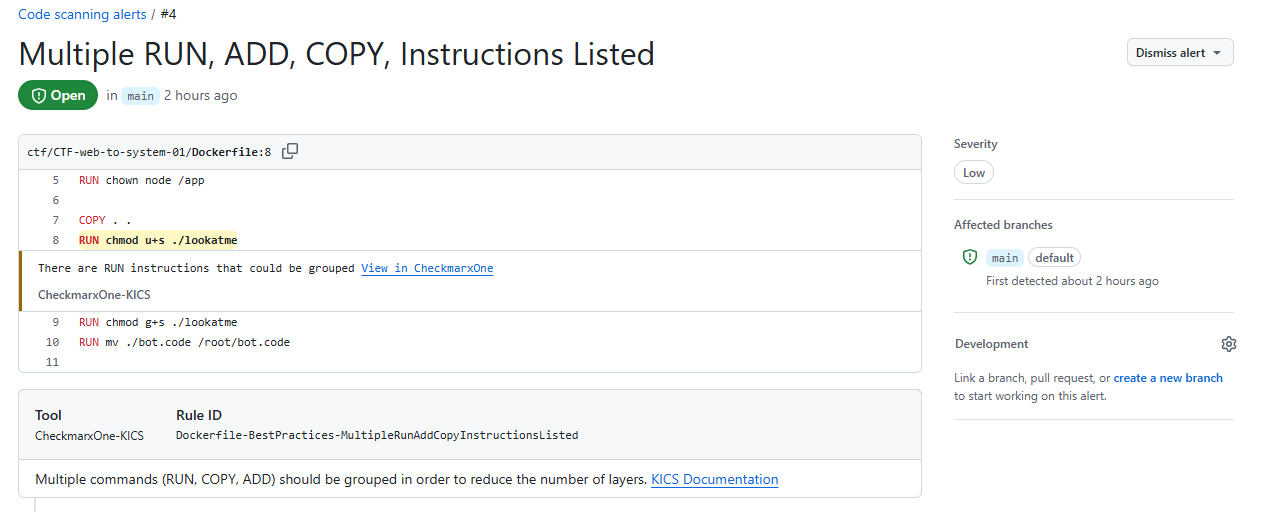 Code scanning alerts / #4
Multiple RUN, ADD, COPY, Instructions Listed
Dismiss alert
Open in main 2 hours ago
ctf/CTF-web-to-system-01/Dockerfile:8
5 RUN chown node /app
6
7 COPY . .
8 RUN chmod u+s ./lookatme
There are RUN instructions that could be grouped View in CheckmarxOne
CheckmarxOne-KICS
9 RUN chmod g+s ./lookatme
10 RUN mv ./bot.code /root/bot.code
11
Tool Rule ID
CheckmarxOne-KICS Dockerfile-BestPractices-MultipleRunAddCopyInstructionsListed
Multiple commands (RUN, COPY, ADD) should be grouped in order to reduce the number of layers. KICS Documentation
Severity
Low
Affected branches
main default
First detected about 2 hours ago
Development
Link a branch, pull request, or create a new branch
to start working on this alert.